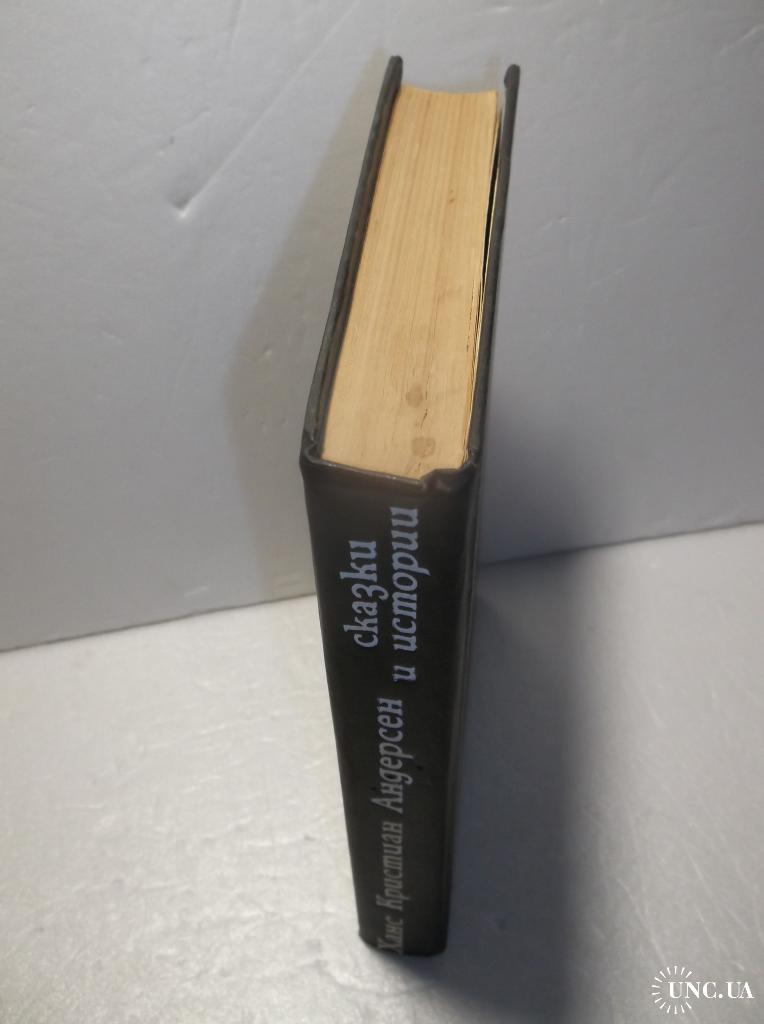 Ханс Кристиан Андерсен
сказки
и истории
UNC.UA